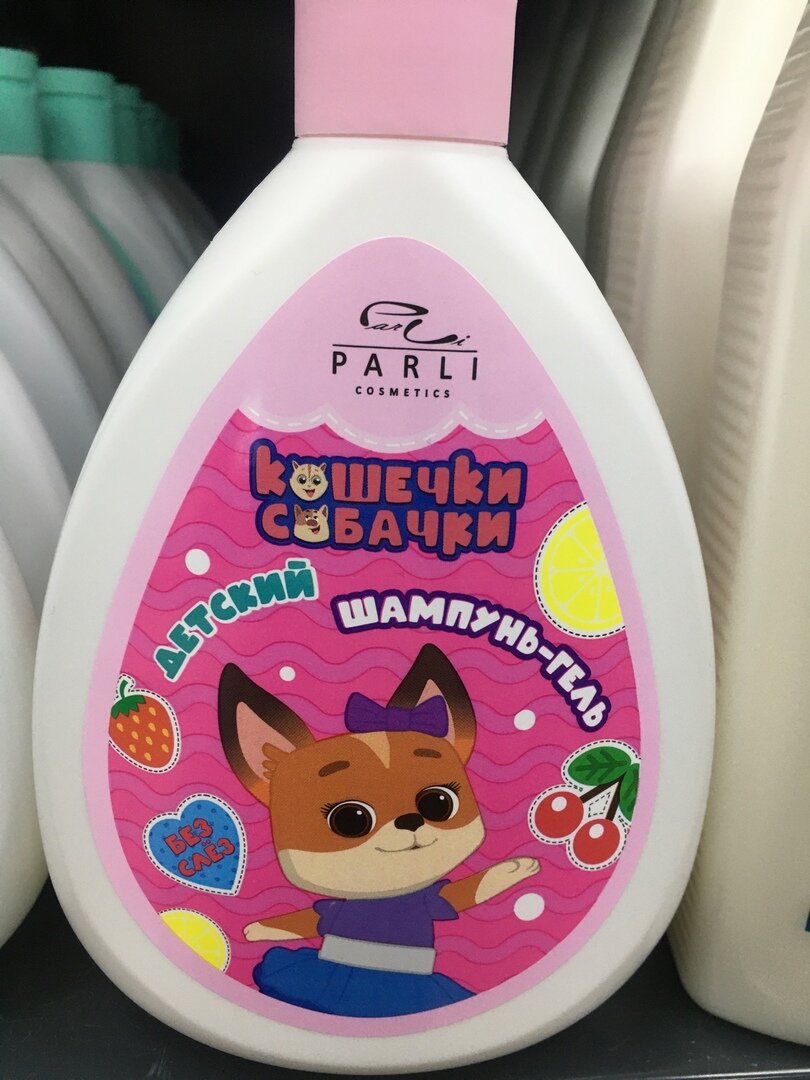 Parli
PARLI
COSMETICS
КОШЕЧКИ
СОБАЧКИ
ДЕТСКИЙ
ШАМПУНЬ-ГЕЛЬ
БЕЗ
СЛЁЗ